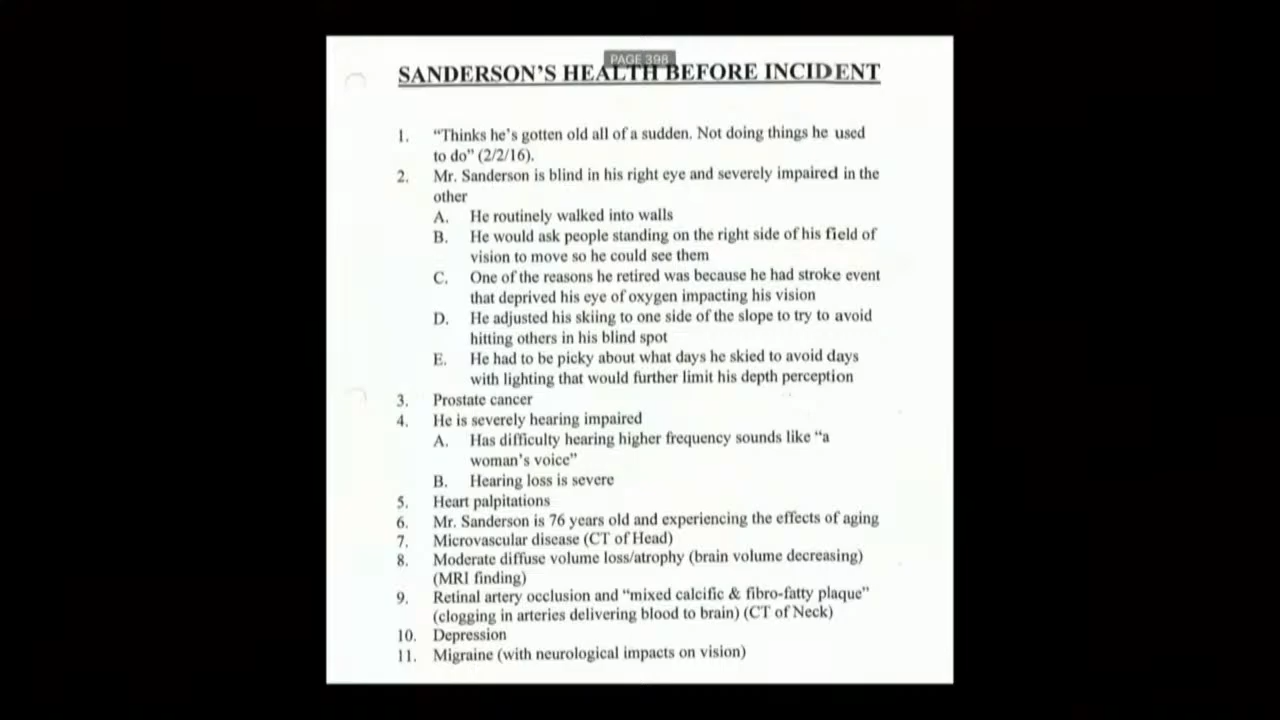 PAGE 398
SANDERSON'S HEALTH BEFORE INCIDENT
1. "Thinks he's gotten old all of a sudden. Not doing things he used
to do" (2/2/16).
2. Mr. Sanderson is blind in his right eye and severely impaired in the
other
A. He routinely walked into walls
B. He would ask people standing on the right side of his field of
vision to move so he could see them
C. One of the reasons he retired was because he had stroke event
that deprived his eye of oxygen impacting his vision
D. He adjusted his skiing to one side of the slope to try to avoid
hitting others in his blind spot
E. He had to be picky about what days he skied to avoid days
with lighting that would further limit his depth perception
3. Prostate cancer
4. He is severely hearing impaired
A. Has difficulty hearing higher frequency sounds like "a
woman's voice"
B. Hearing loss is severe
5. Heart palpitations
6. Mr. Sanderson is 76 years old and experiencing the effects of aging
7. Microvascular disease (CT of Head)
8. Moderate diffuse volume loss/atrophy (brain volume decreasing)
(MRI finding)
9. Retinal artery occlusion and "mixed calcific & fibro-fatty plaque"
(clogging in arteries delivering blood to brain) (CT of Neck)
10. Depression
11. Migraine (with neurological impacts on vision)